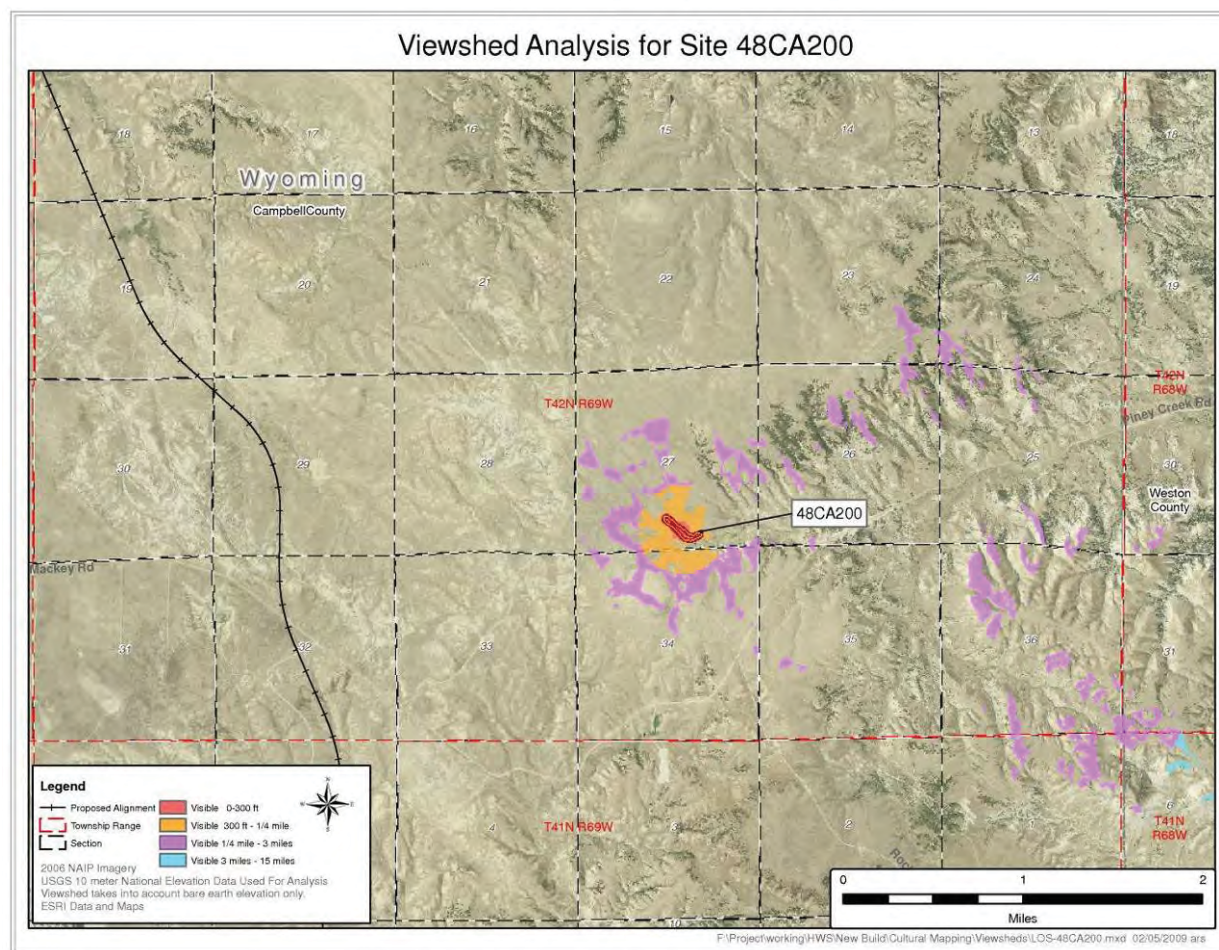 Viewshed Analysis for Site 48CA200
18
17
16
15
14
13
18
Wyoming
CampbellCounty
19
20
21
22
23
24
19
T42N R69W
T42N
R68W
Piney Creek Rd
30
29
28
27
26
25
30
Weston
County
48CA200
Mackey Rd
31
32
33
34
35
36
31
4
T41N R69W
3
2
6
T41N
R68W
10
Legend
Proposed Alignment
Township Range
Section
Visible 0-300 ft
Visible 300 ft - 1/4 mile
Visible 1/4 mile - 3 miles
Visible 3 miles - 15 miles
N
W
E
S
2006 NAIP Imagery
USGS 10 meter National Elevation Data Used For Analysis
Viewshed takes into account bare earth elevation only.
ESRI Data and Maps
0
1
2
Miles
F:\Project\working\HWS\New Build\Cultural Mapping\Viewsheds\LOS-48CA200.mxd 02/05/2009 ars